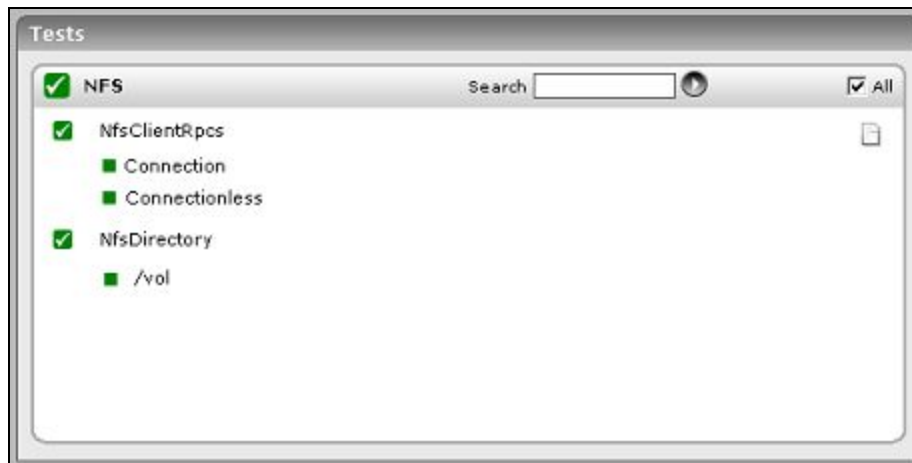 Tests
NFS Search All
NfsClientRpcs
Connection
Connectionless
NfsDirectory
/vol